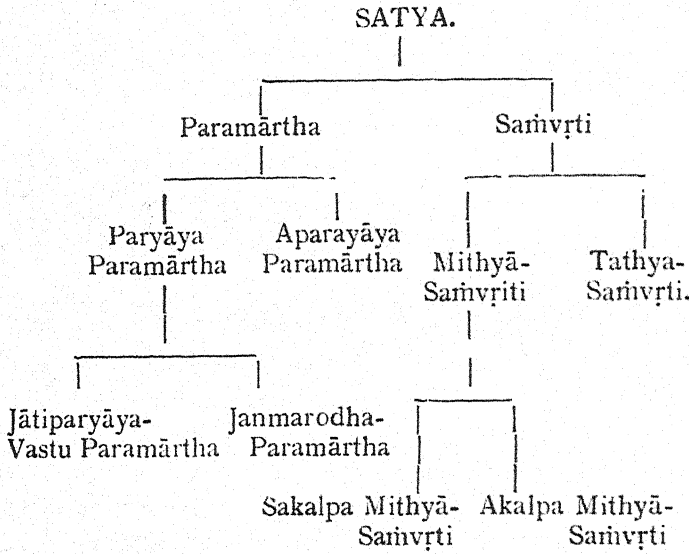 SATYA.
Paramārtha Saṁvṛti
Paryāya Paramārtha
Aparayāya Paramārtha
Mithyā-Saṁvṛiti
Tathya-Saṁvṛti.
Jātiparyāya-Vastu Paramārtha
Janmarodha-Paramārtha
Sakalpa Mithyā-Saṁvṛti
Akalpa Mithyā-Saṁvṛti